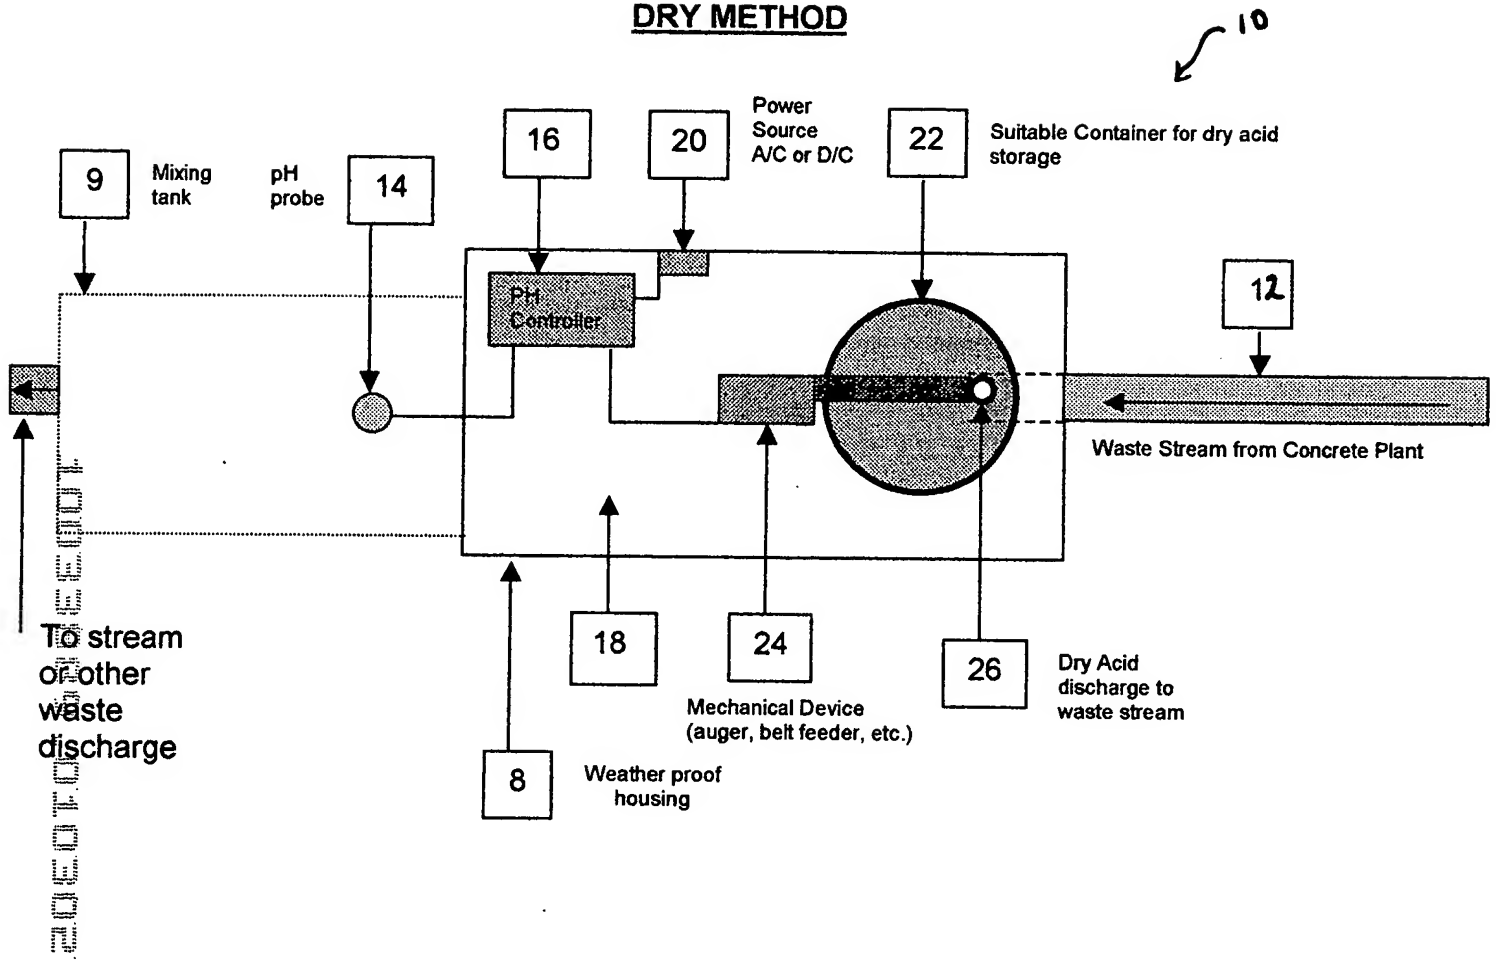 DRY METHOD
10
Power
Source
A/C or D/C
16
20
22
Suitable Container for dry acid
storage
9
Mixing
tank
pH
probe
14
12
PH
Controller
Waste Stream from Concrete Plant
To stream
or other
waste
discharge
18
24
26
Dry Acid
discharge to
waste stream
Mechanical Device
(auger, belt feeder, etc.)
8
Weather proof
housing